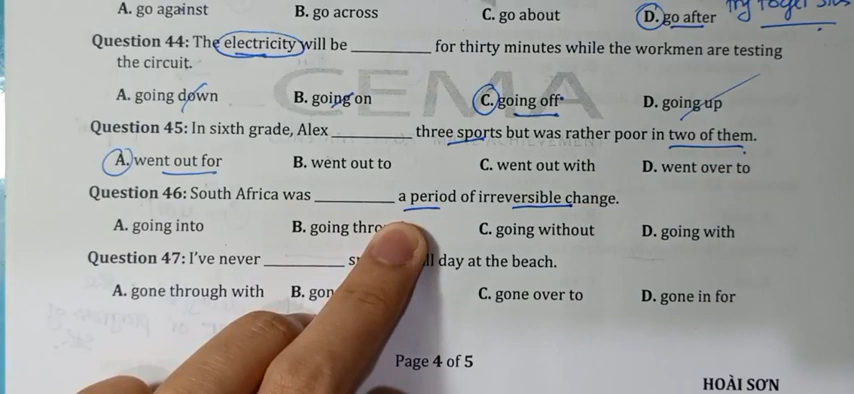 A. go against B. go across C. go about D. go after
Question 44: The electricity will be ________ for thirty minutes while the workmen are testing
the circuit.
A. going down B. going on C. going off D. going up
Question 45: In sixth grade, Alex ________ three sports but was rather poor in two of them.
A. went out for B. went out to C. went out with D. went over to
Question 46: South Africa was ________ a period of irreversible change.
A. going into B. going C. going without D. going with
Question 47: I've never ________ day at the beach.
A. gone through with B. C. gone over to D. gone in for
Page 4 of 5
HOÀI SƠN
CEMA